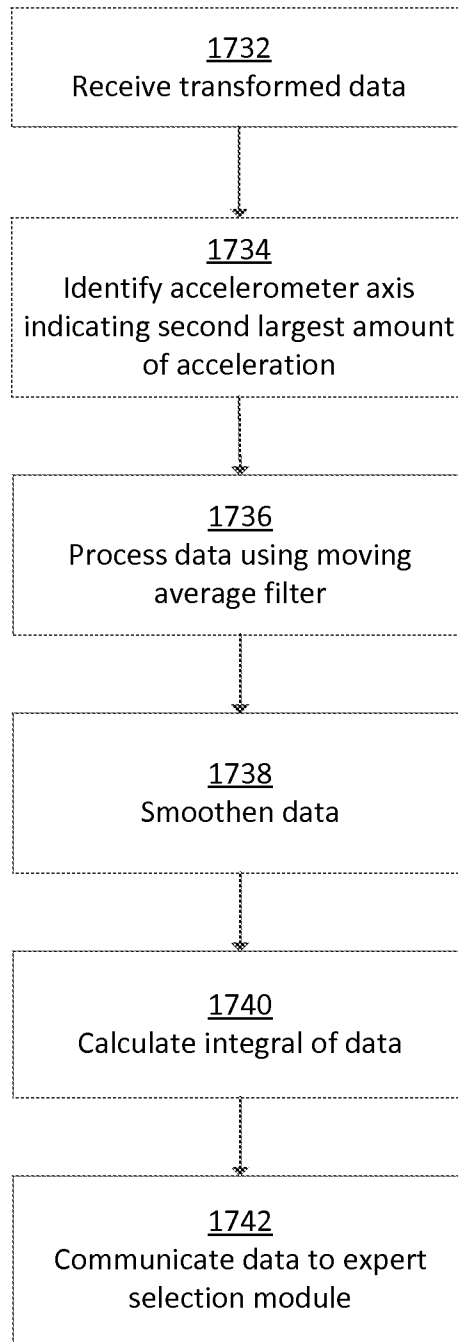 1732
Receive transformed data
1734
Identify accelerometer axis
indicating second largest amount
of acceleration
1736
Process data using moving
average filter
1738
Smoothen data
1740
Calculate integral of data
1742
Communicate data to expert
selection module